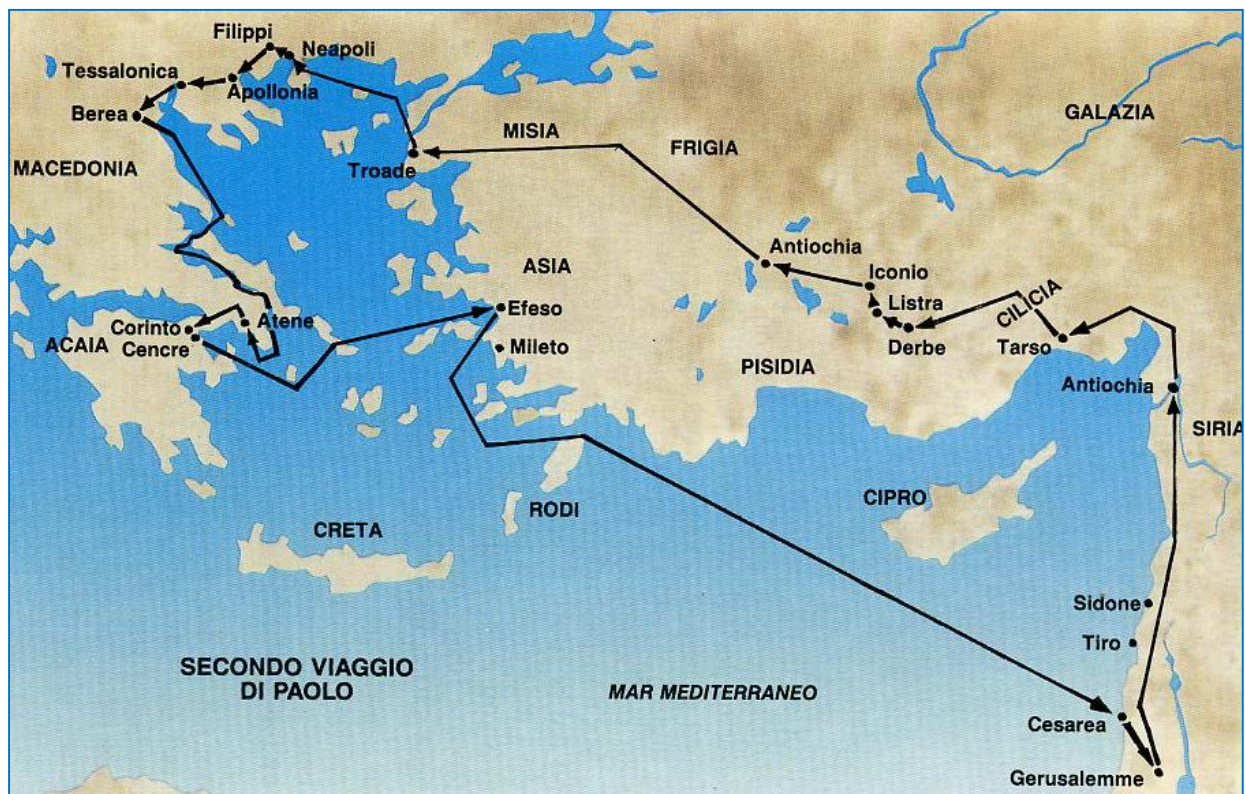 Filippi
Neapoli
Tessalonica
Apollonia
Berea
MACEDONIA
Troade
MISIA
FRIGIA
GALAZIA
Antiochia
Iconio
Listra
Derbe
CILICIA
Tarso
Antiochia
SIRIA
ASIA
Efeso
Mileto
PISIDIA
Atene
Corinto
ACAIA
Cencre
CRETA
RODI
CIPRO
Sidone
Tiro
SECONDO VIAGGIO
DI PAOLO
MAR MEDITERRANEO
Cesarea
Gerusalemme